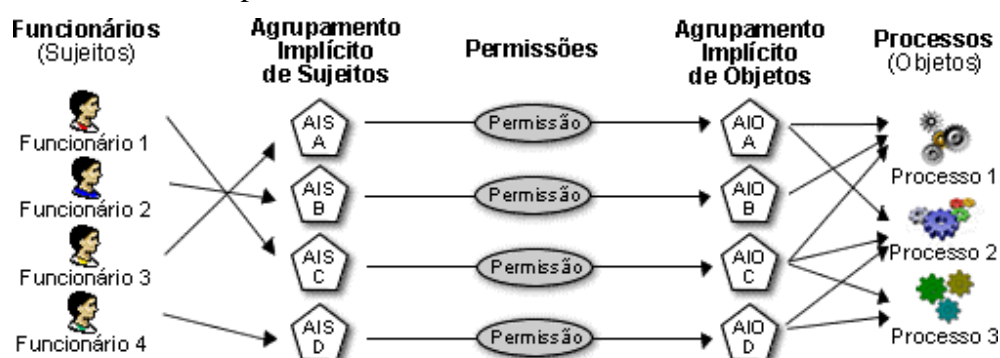 Funcionários
(Sujeitos)
Agrupamento
Implícito
de Sujeitos
Permissões
Agrupamento
Implícito
de Objetos
Processos
(Objetos)
Funcionário 1
AIS
A
Permissão
AIO
A
Processo 1
Funcionário 2
AIS
B
Permissão
AIO
B
Processo 2
Funcionário 3
AIS
C
Permissão
AIO
C
Processo 3
Funcionário 4
AIS
D
Permissão
AIO
D